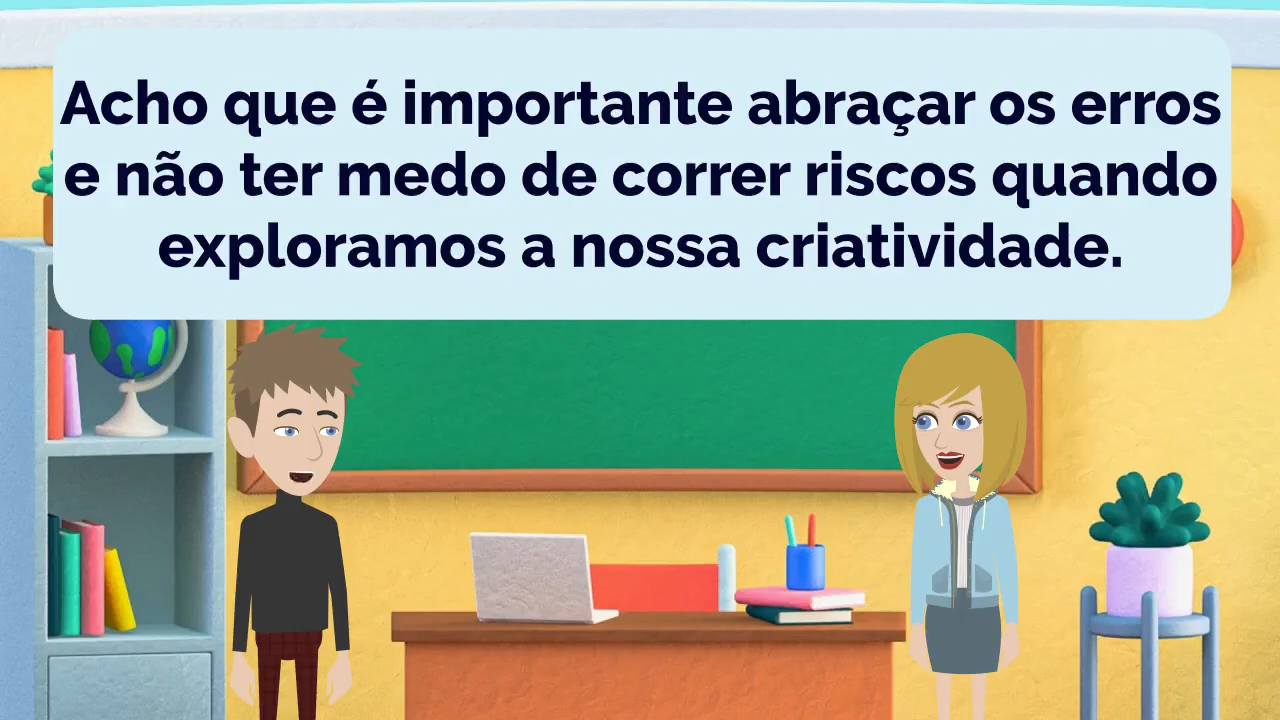 Acho que é importante abraçar os erros
e não ter medo de correr riscos quando
exploramos a nossa criatividade.